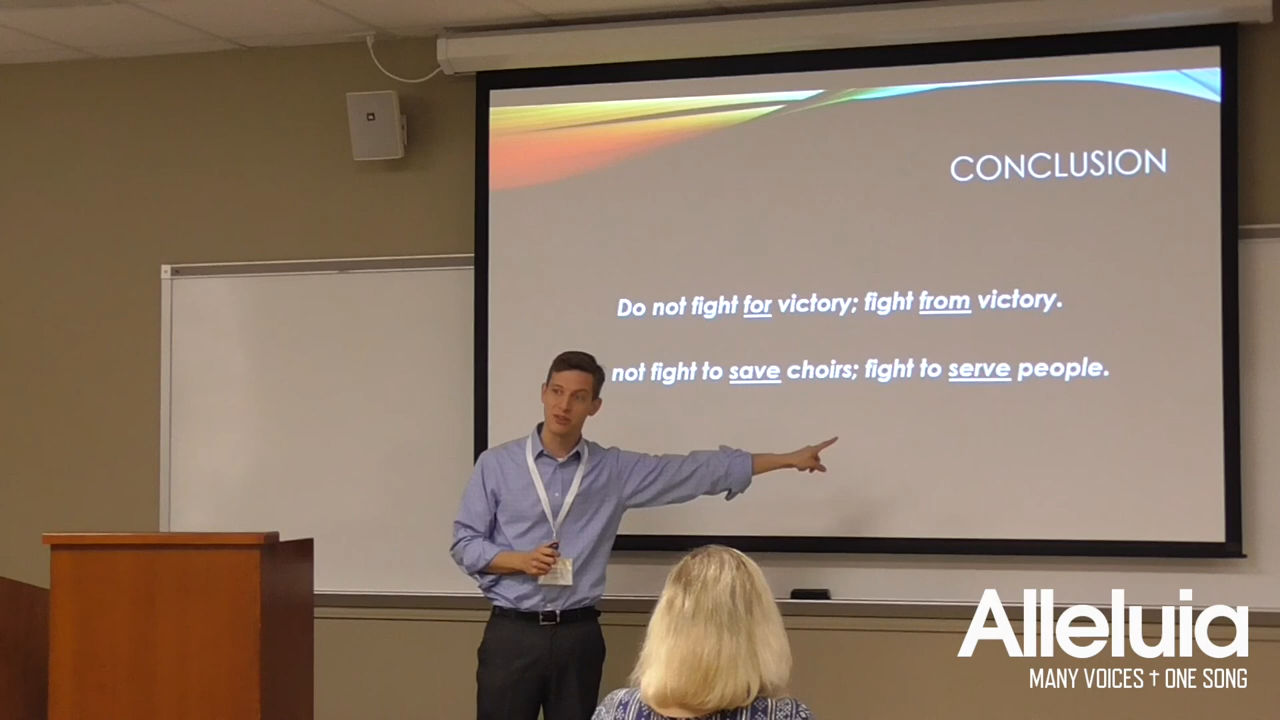 CONCLUSION
Do not fight for victory; fight from victory.
not fight to save choirs; fight to serve people.
Alleluia
MANY VOICES † ONE SONG